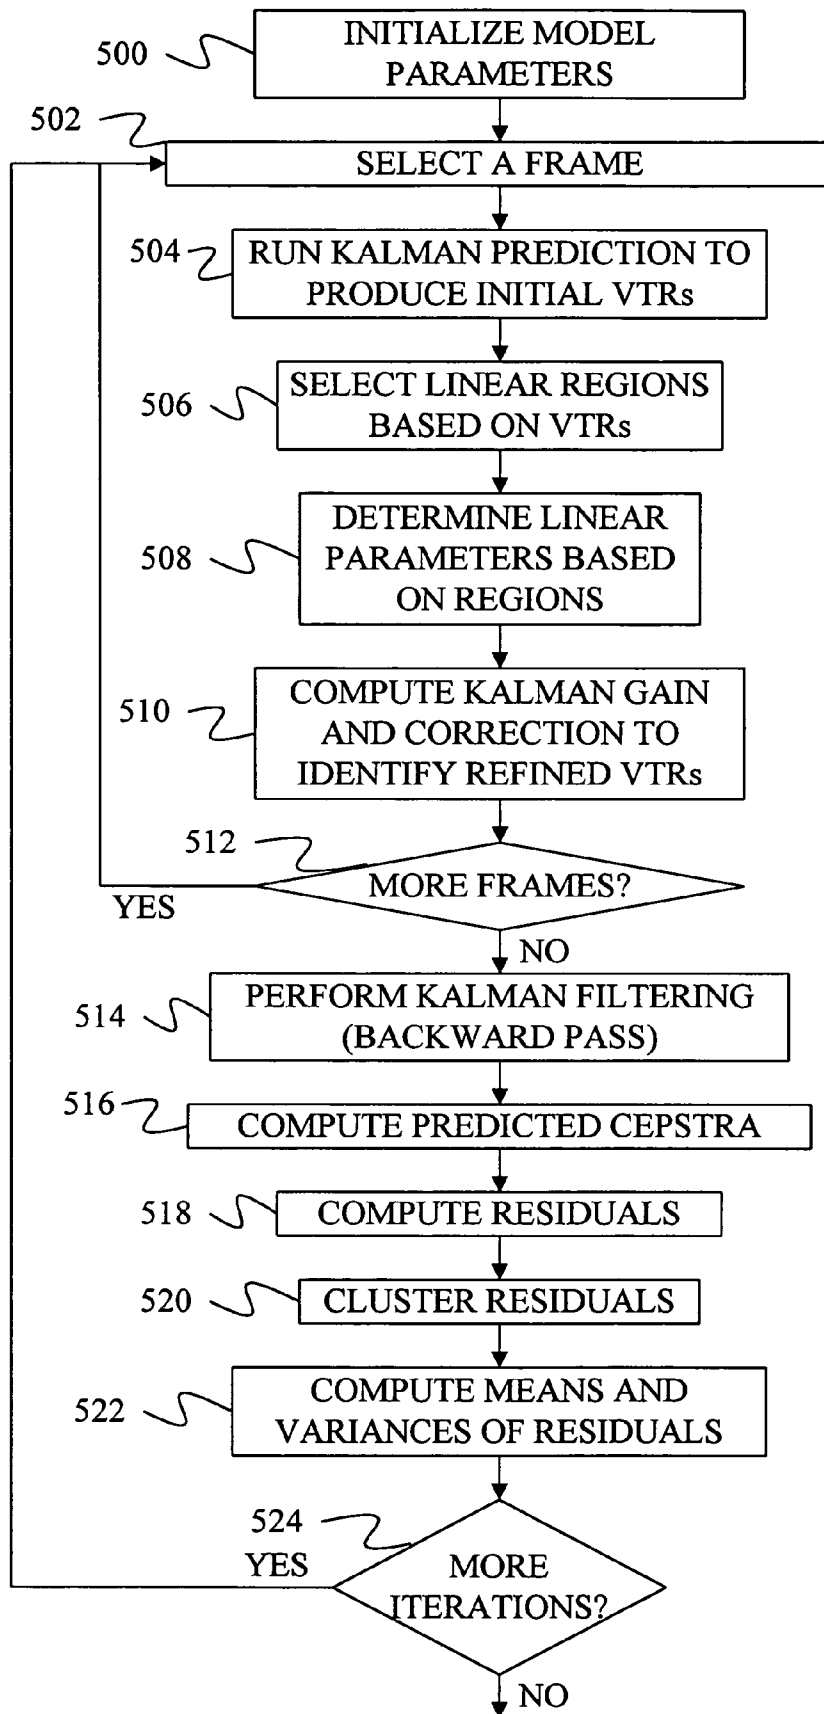 500
INITIALIZE MODEL
PARAMETERS
502
SELECT A FRAME
504
RUN KALMAN PREDICTION TO
PRODUCE INITIAL VTRs
506
SELECT LINEAR REGIONS
BASED ON VTRs
508
DETERMINE LINEAR
PARAMETERS BASED
ON REGIONS
510
COMPUTE KALMAN GAIN
AND CORRECTION TO
IDENTIFY REFINED VTRs
512
MORE FRAMES?
YES
NO
514
PERFORM KALMAN FILTERING
(BACKWARD PASS)
516
COMPUTE PREDICTED CEPSTRA
518
COMPUTE RESIDUALS
520
CLUSTER RESIDUALS
522
COMPUTE MEANS AND
VARIANCES OF RESIDUALS
524
YES
MORE
ITERATIONS?
NO